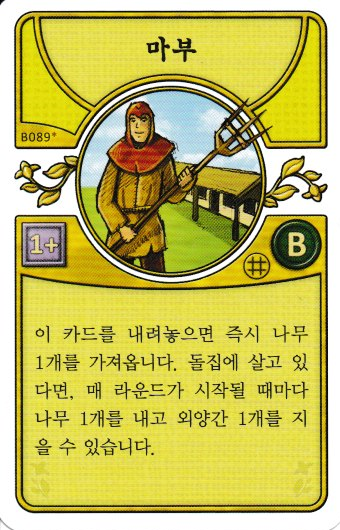 마부
B089*
1+
B
이 카드를 내려놓으면 즉시 나무
1개를 가져옵니다. 돌집에 살고 있
다면, 매 라운드가 시작될 때마다
나무 1개를 내고 외양간 1개를 지
을 수 있습니다.